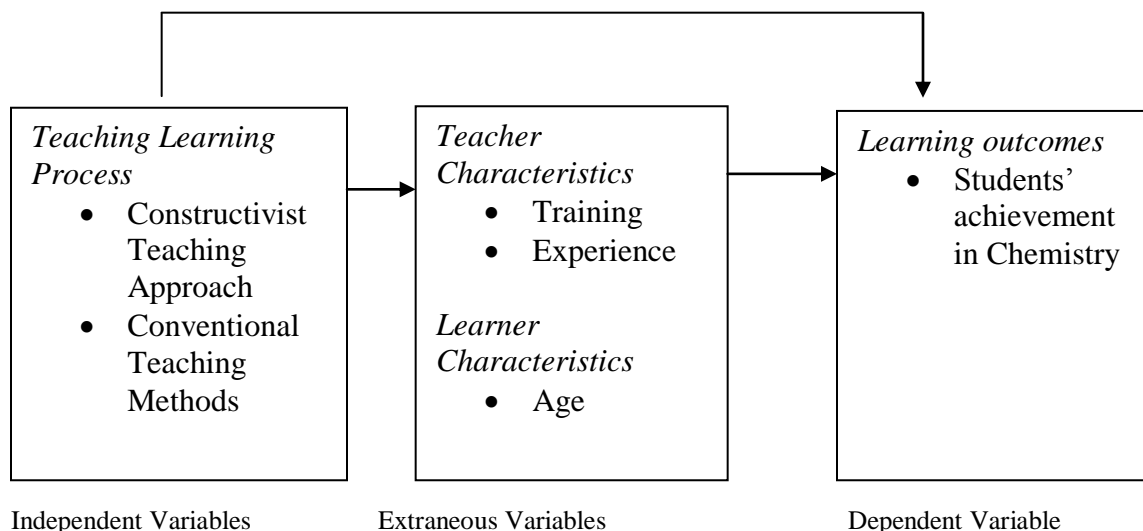 Teaching Learning
Process
• Constructivist
Teaching
Approach
• Conventional
Teaching
Methods
Teacher
Characteristics
• Training
• Experience
Learner
Characteristics
• Age
Learning outcomes
• Students’
achievement
in Chemistry
Independent Variables
Extraneous Variables
Dependent Variable